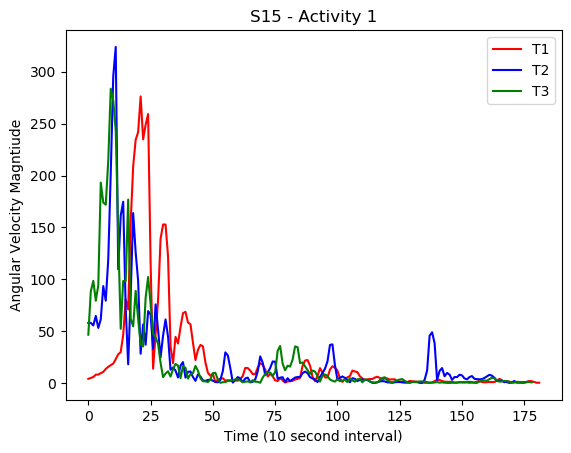 S15 - Activity 1
T1
T2
T3
300
250
200
150
100
50
0
Angular Velocity Magntiude
0
25
50
75
100
125
150
175
Time (10 second interval)